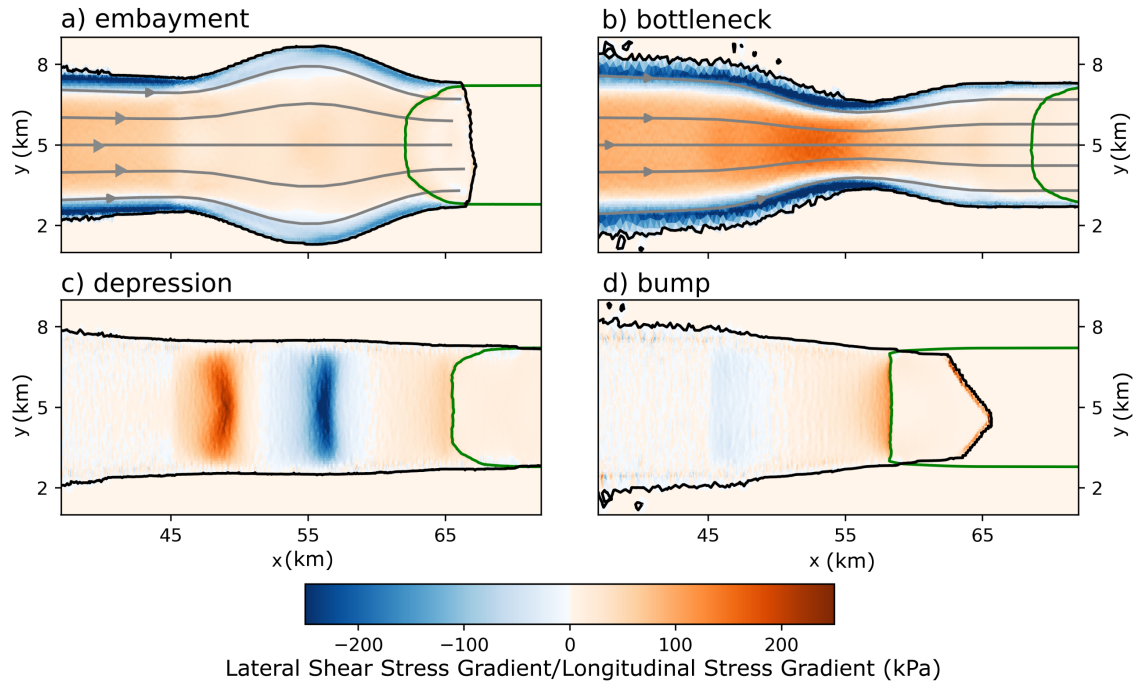 a) embayment
b) bottleneck
8
5
2
y (km)
8
5
2
y (km)
c) depression
d) bump
8
5
2
y (km)
8
5
2
y (km)
45
55
65
x (km)
45
55
65
x (km)
−200
−100
0
100
200
Lateral Shear Stress Gradient/Longitudinal Stress Gradient (kPa)